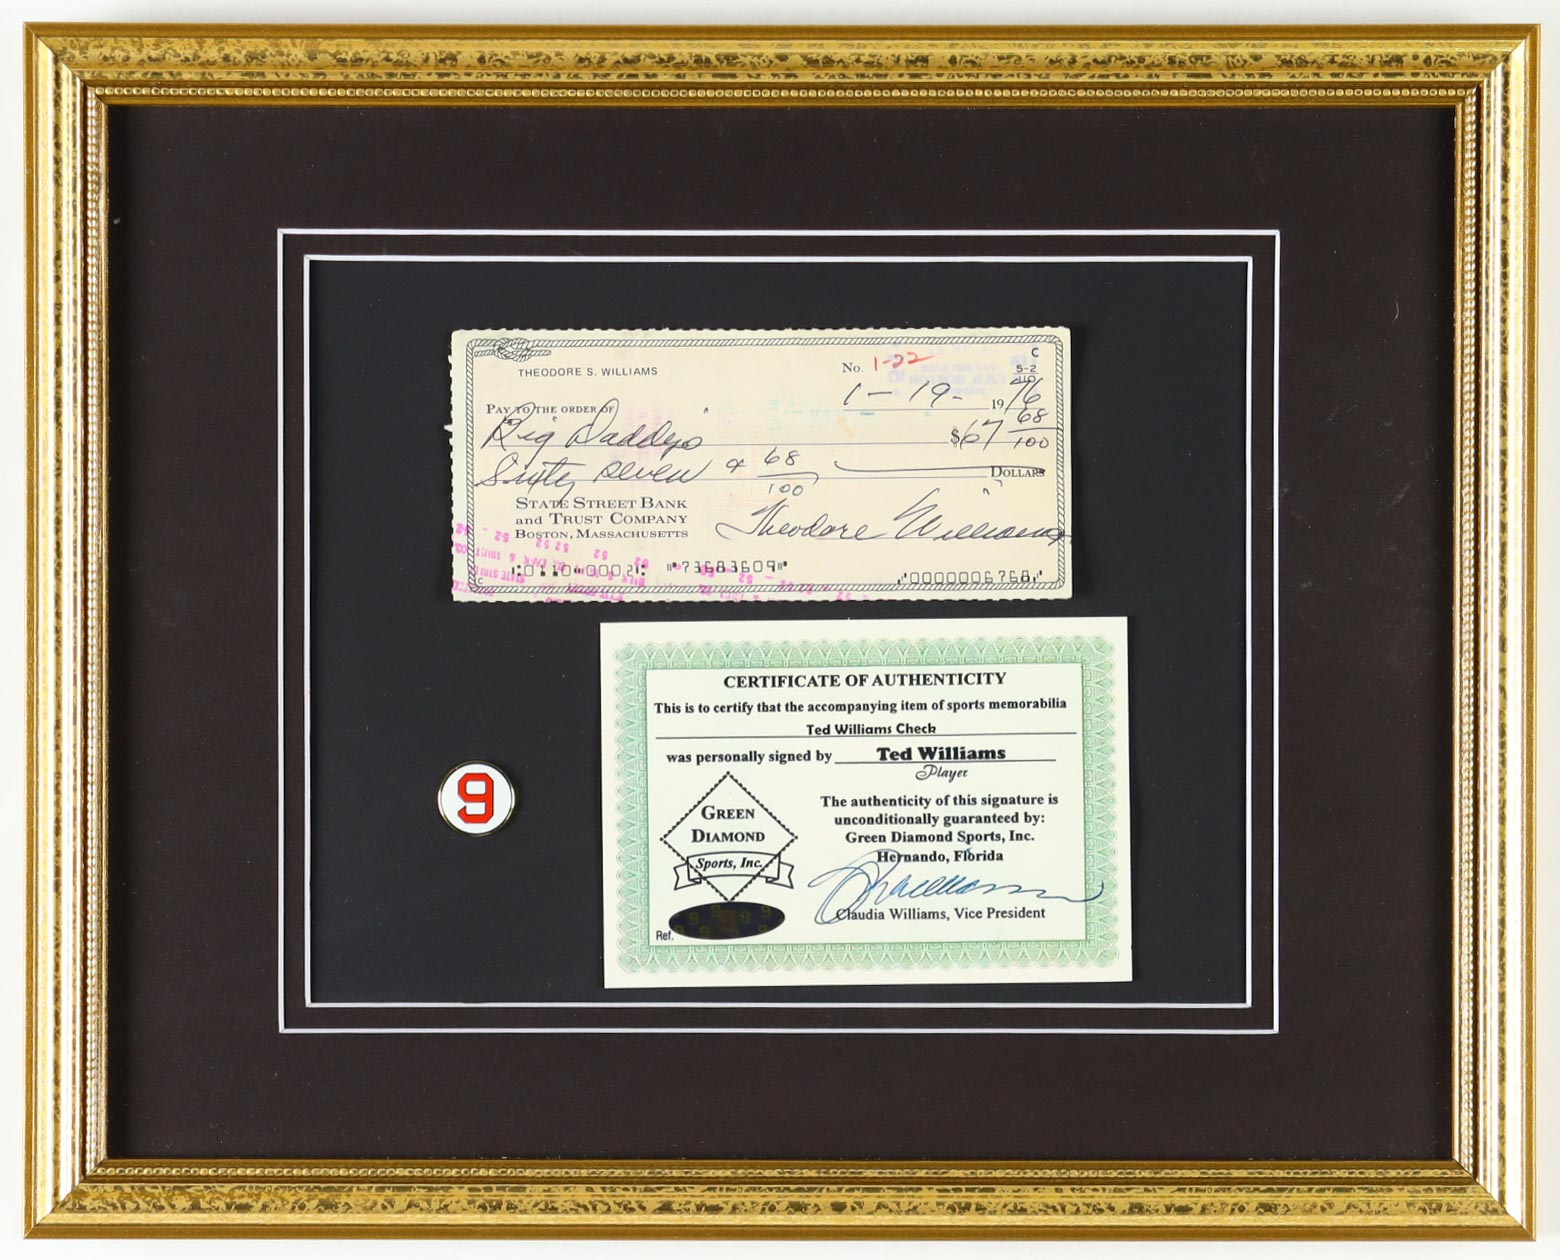 THEODORE S. WILLIAMS
No. 1-22
C
5-2
110
1-19- 1976
PAY TO THE ORDER OF
Big Daddy's $67 68/100
Sixty seven & 68/100 DOLLARS
STATE STREET BANK
and TRUST COMPANY
BOSTON, MASSACHUSETTS
Theodore Williams
⑆0110⑉0002⑆ ⑈73683609⑈ ⑇0000006768⑇
C
9
CERTIFICATE OF AUTHENTICITY
This is to certify that the accompanying item of sports memorabilia
Ted Williams Check
was personally signed by Ted Williams
Player
GREEN
DIAMOND
Sports, Inc.
The authenticity of this signature is
unconditionally guaranteed by:
Green Diamond Sports, Inc.
Hernando, Florida
Claudia Williams, Vice President
Ref.